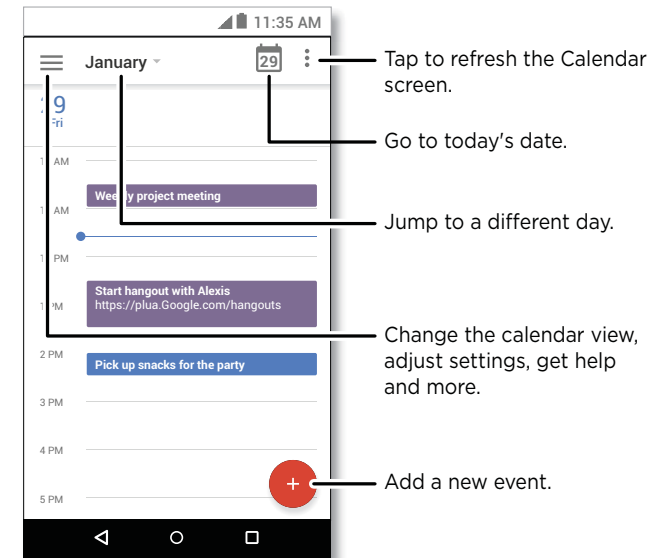 11:35 AM
January
29
29
Fri
AM
Weekly project meeting
AM
PM
Start hangout with Alexis
https://plua.Google.com/hangouts
1 PM
2 PM
Pick up snacks for the party
3 PM
4 PM
+
5 PM
Tap to refresh the Calendar
screen.
Go to today's date.
Jump to a different day.
Change the calendar view,
adjust settings, get help
and more.
Add a new event.